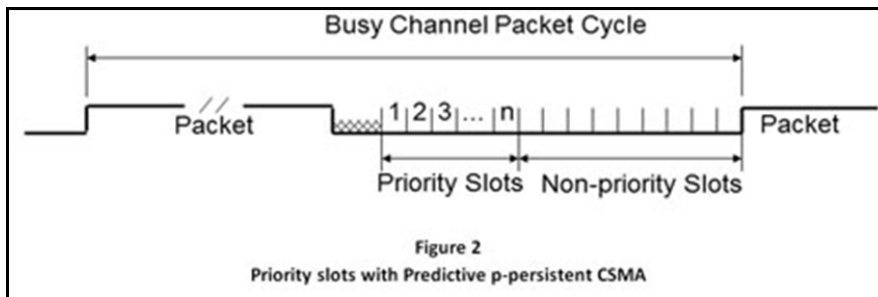 Busy Channel Packet Cycle
Packet
1 2 3 ... n
Packet
Priority Slots
Non-priority Slots
Figure 2
Priority slots with Predictive p-persistent CSMA